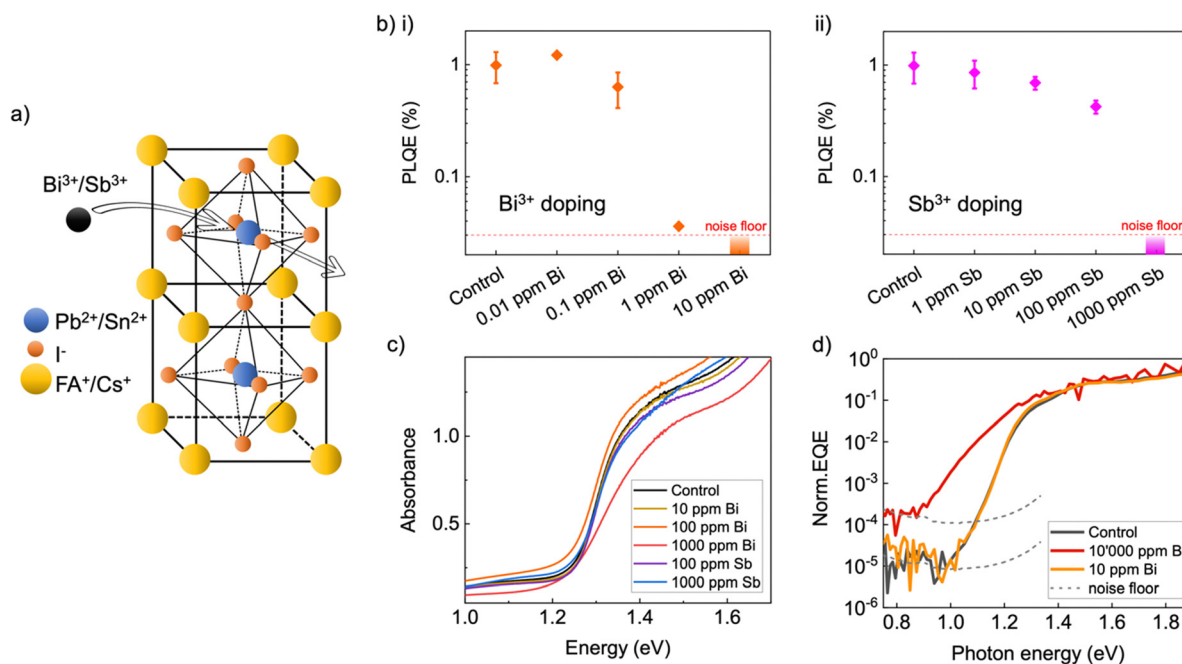 a)
Bi³⁺/Sb³⁺
Pb²⁺/Sn²⁺
I⁻
FA⁺/Cs⁺
b) i)
PLQE (%)
1
0.1
Bi³⁺ doping
noise floor
Control
0.01 ppm Bi
0.1 ppm Bi
1 ppm Bi
10 ppm Bi
ii)
PLQE (%)
1
0.1
Sb³⁺ doping
noise floor
Control
1 ppm Sb
10 ppm Sb
100 ppm Sb
1000 ppm Sb
c)
Absorbance
1.0
0.5
Control
10 ppm Bi
100 ppm Bi
1000 ppm Bi
100 ppm Sb
1000 ppm Sb
1.0 1.2 1.4 1.6
Energy (eV)
d)
Norm.EQE
10⁰
10⁻¹
10⁻²
10⁻³
10⁻⁴
10⁻⁵
10⁻⁶
Control
10'000 ppm B
10 ppm Bi
noise floor
0.8 1.0 1.2 1.4 1.6 1.8
Photon energy (eV)